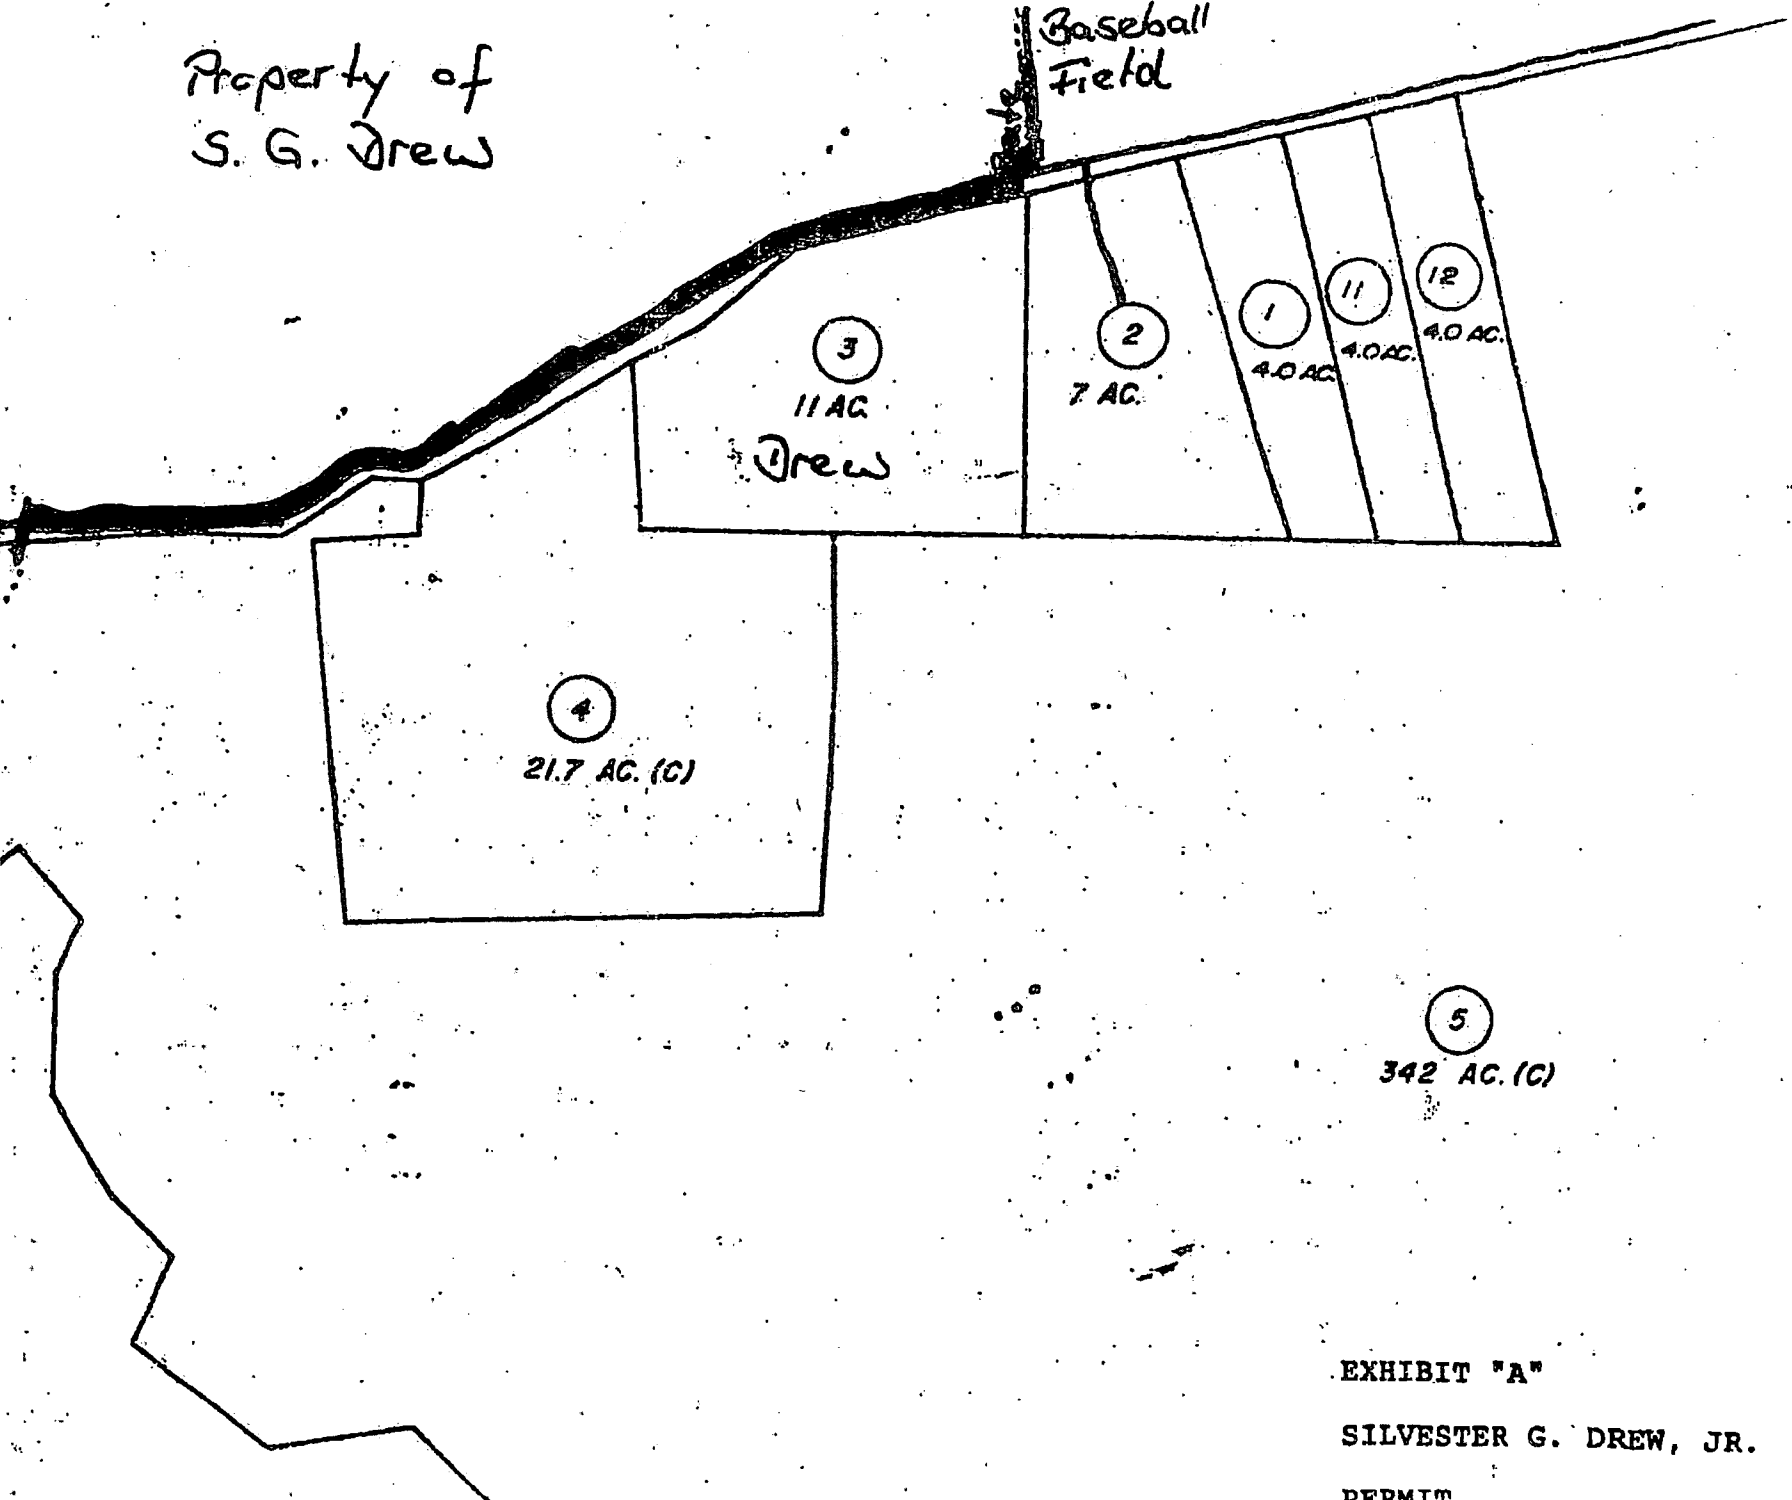 Property of
S. G. Drew
Baseball
Field
3
11 AC.
Drew
2
7 AC.
1
4.0 AC.
11
4.0 AC.
12
4.0 AC.
4
21.7 AC. (C)
5
342 AC. (C)
EXHIBIT "A"
SILVESTER G. DREW, JR.
PERMIT